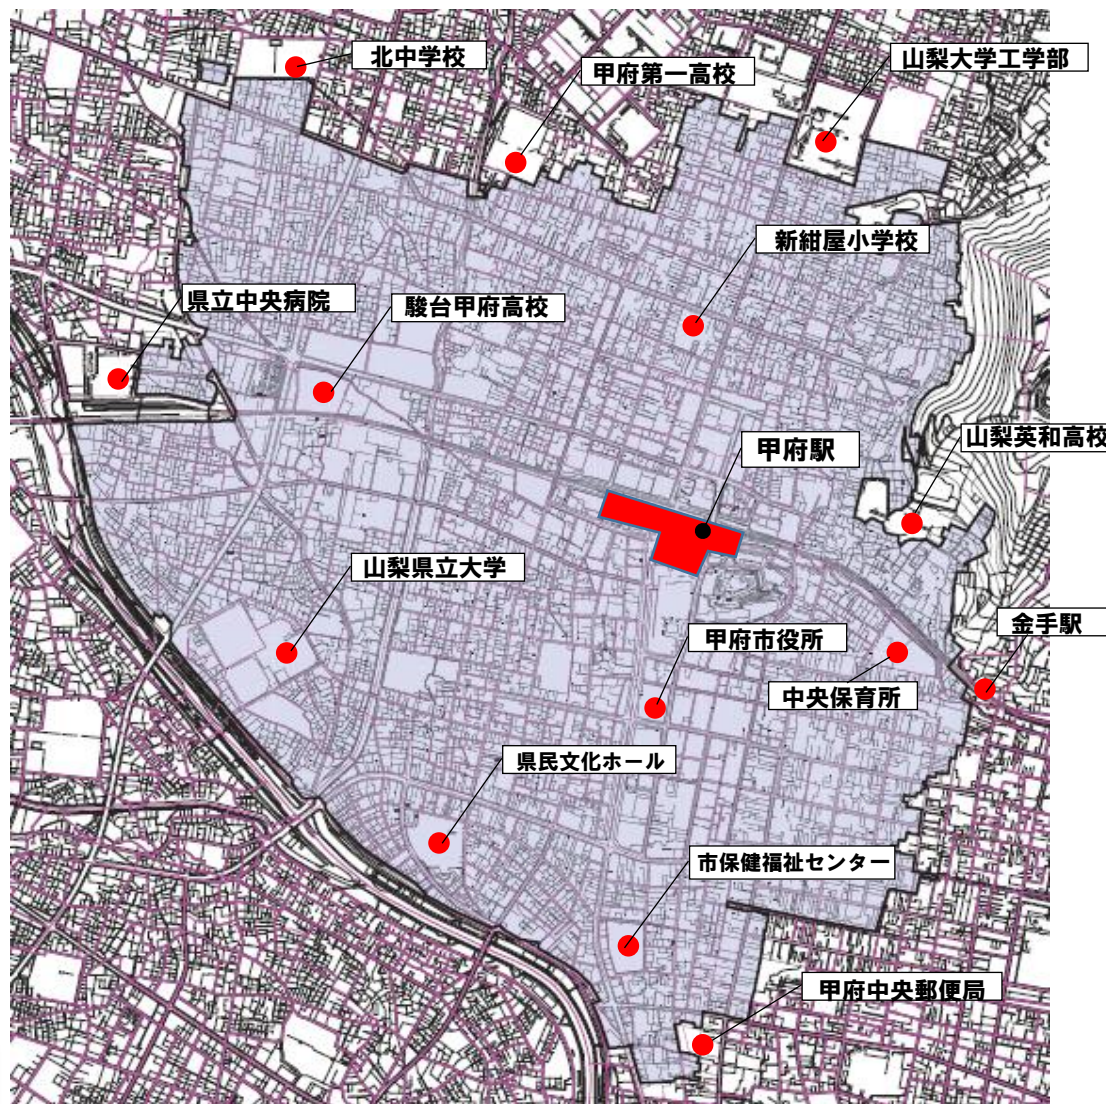 北中学校
甲府第一高校
山梨大学工学部
新紺屋小学校
県立中央病院
駿台甲府高校
山梨英和高校
甲府駅
山梨県立大学
金手駅
甲府市役所
中央保育所
県民文化ホール
市保健福祉センター
甲府中央郵便局